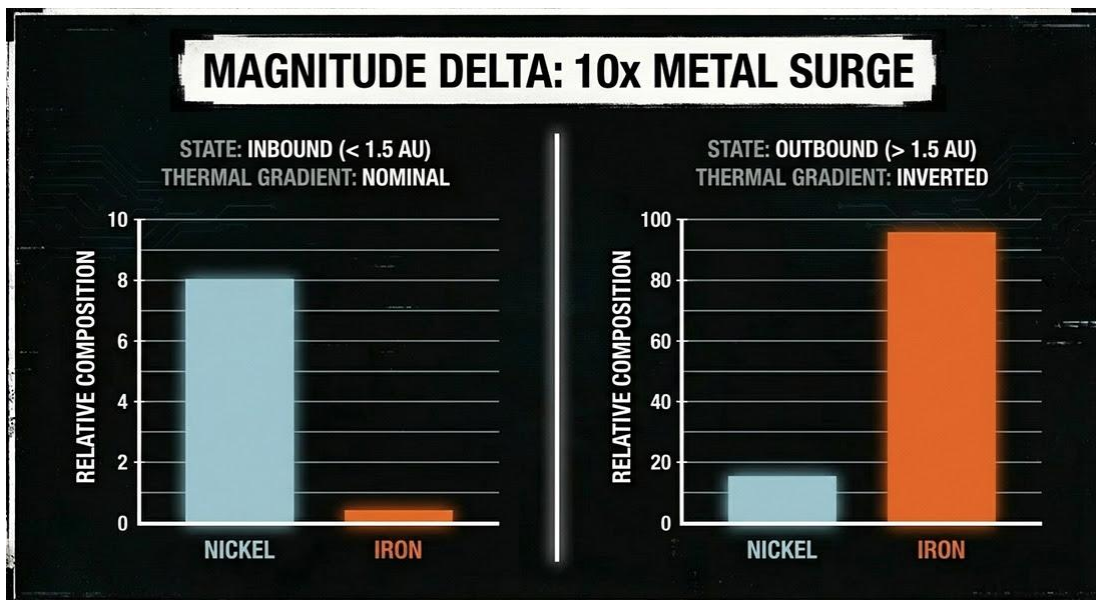 MAGNITUDE DELTA: 10x METAL SURGE
STATE: INBOUND (< 1.5 AU)
THERMAL GRADIENT: NOMINAL
10
8
6
4
2
0
RELATIVE COMPOSITION
NICKEL
IRON
STATE: OUTBOUND (> 1.5 AU)
THERMAL GRADIENT: INVERTED
100
80
60
40
20
0
RELATIVE COMPOSITION
NICKEL
IRON